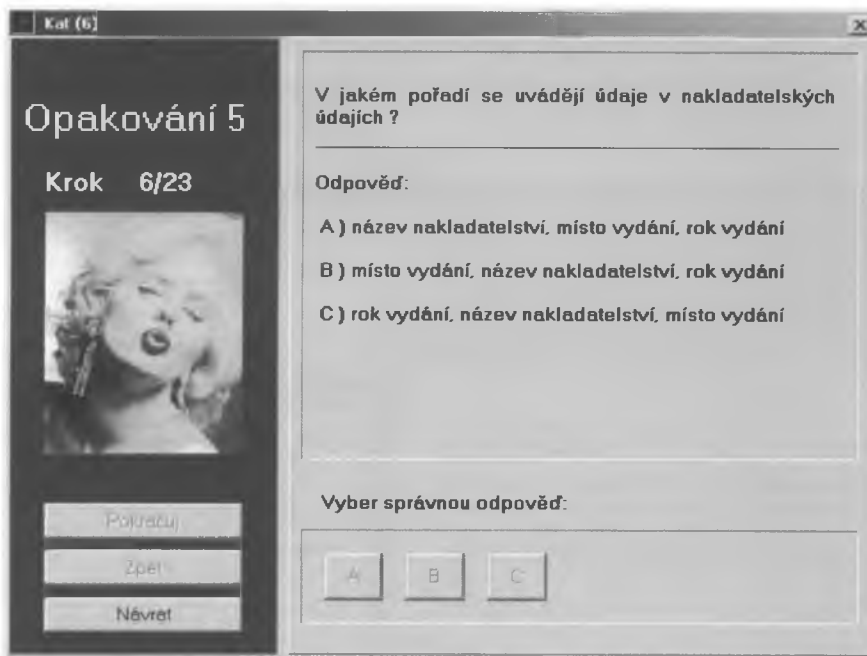 Kat (6)
Opakování 5
Krok 6/23
Pokračuj
Zpět
Návrat
V jakém pořadí se uvádějí údaje v nakladatelských
údajích ?
Odpověď:
A ) název nakladatelství, místo vydání, rok vydání
B ) místo vydání, název nakladatelství, rok vydání
C ) rok vydání, název nakladatelství, místo vydání
Vyber správnou odpověď:
A B C